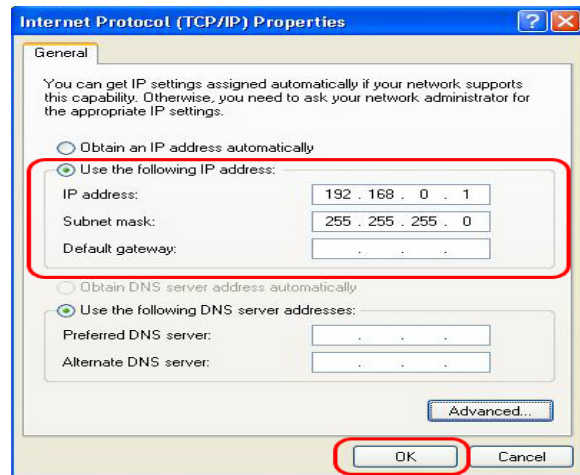 Internet Protocol (TCP/IP) Properties
General
You can get IP settings assigned automatically if your network supports
this capability. Otherwise, you need to ask your network administrator for
the appropriate IP settings.
Obtain an IP address automatically
Use the following IP address:
IP address: 192 . 168 . 0 . 1
Subnet mask: 255 . 255 . 255 . 0
Default gateway: . . .
Obtain DNS server address automatically
Use the following DNS server addresses:
Preferred DNS server: . . .
Alternate DNS server: . . .
Advanced...
OK Cancel